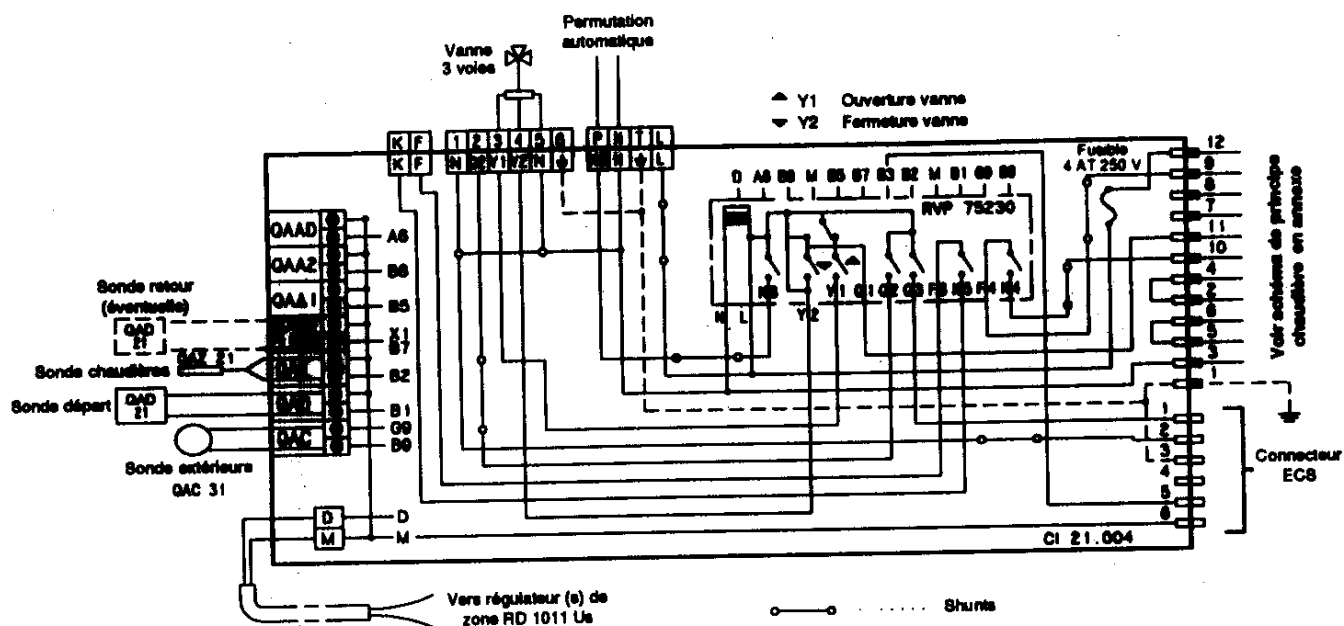 Permutation
automatique
Vanne
3 voies
Y1 Ouverture vanne
Y2 Fermeture vanne
K F 1 2 3 4 5 6 P N T L
K F N Y1 Y2 N N L
Fusible
4 AT 250 V
D A6 B6 M B5 B7 B3 B2 M B1 G9 B9
RVP 75230
12
9
8
7
11
10
4
2
6
5
3
1
Voir schéma de principe
chaudière en annexe
QAAD
A6
QAA2
B6
QAA1
B5
Sonde retour
(éventuelle)
QAD
21
X1
B7
Sonde chaudières
QAZ 21
B2
Sonde départ
QAD
21
B1
QAC
G9
B9
Sonde extérieurs
QAC 31
N L Y2 Y1
1
2
3
L
4
5
6
Connecteur
ECS
D D
M M
CI 21.004
Vers régulateur (s) de
zone RD 1011 Us
Shunts